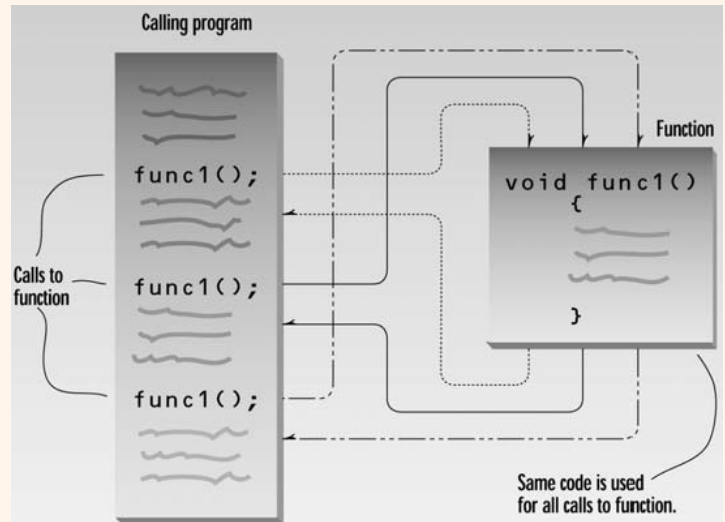 Calling program
Function
func1();
void func1()
{
Calls to
function
func1();
}
func1();
Same code is used
for all calls to function.